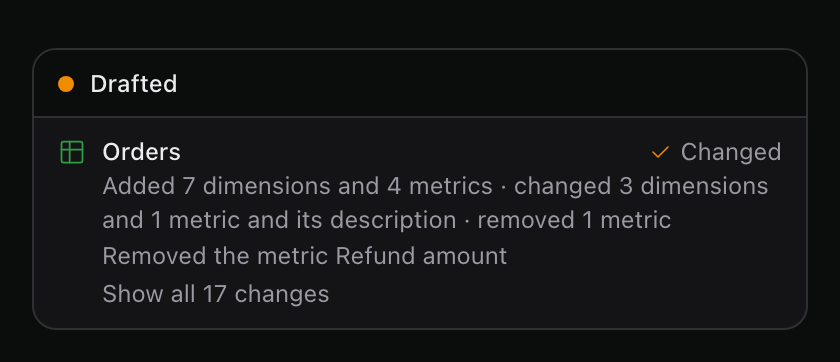 Drafted
Orders
Changed
Added 7 dimensions and 4 metrics · changed 3 dimensions
and 1 metric and its description · removed 1 metric
Removed the metric Refund amount
Show all 17 changes